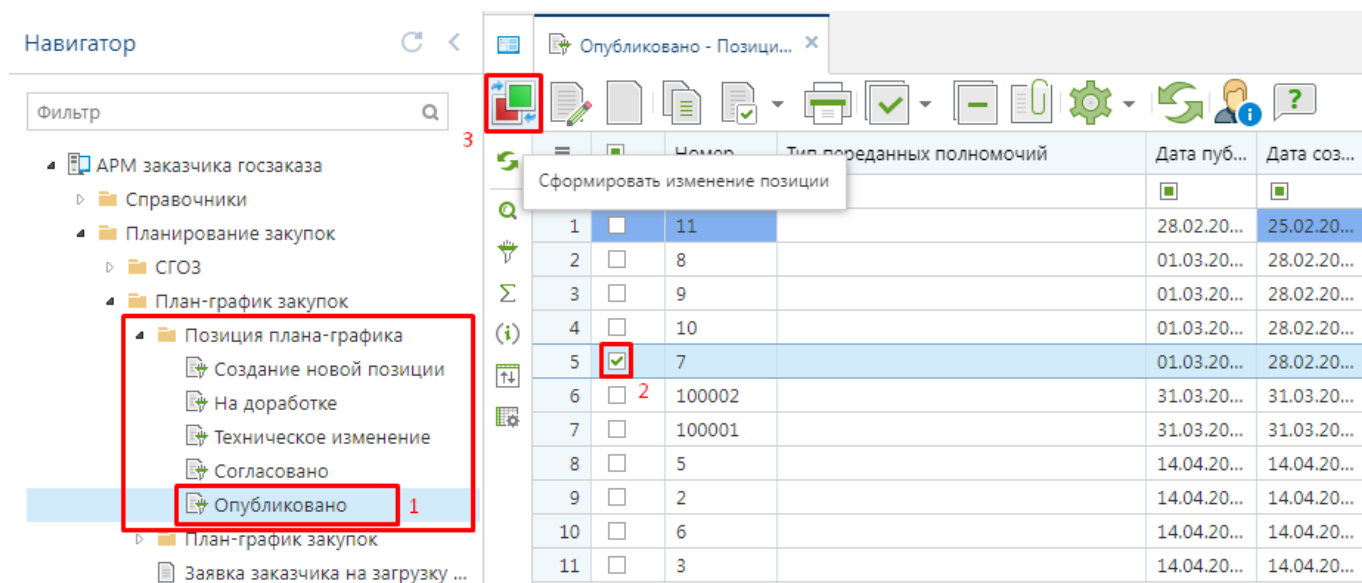 Навигатор
Опубликовано - Позици...
Фильтр
3
АРМ заказчика госзаказа
Справочники
Планирование закупок
СГОЗ
План-график закупок
Позиция плана-графика
Создание новой позиции
На доработке
Техническое изменение
Согласовано
Опубликовано 1
План-график закупок
Заявка заказчика на загрузку ...
Номер Тип переданных полномочий Дата пуб... Дата соз...
Сформировать изменение позиции
1 11 28.02.20... 25.02.20...
2 8 01.03.20... 28.02.20...
3 9 01.03.20... 28.02.20...
4 10 01.03.20... 28.02.20...
5 7 01.03.20... 28.02.20...
2
6 100002 31.03.20... 31.03.20...
7 100001 31.03.20... 31.03.20...
8 5 14.04.20... 14.04.20...
9 2 14.04.20... 14.04.20...
10 6 14.04.20... 14.04.20...
11 3 14.04.20... 14.04.20...